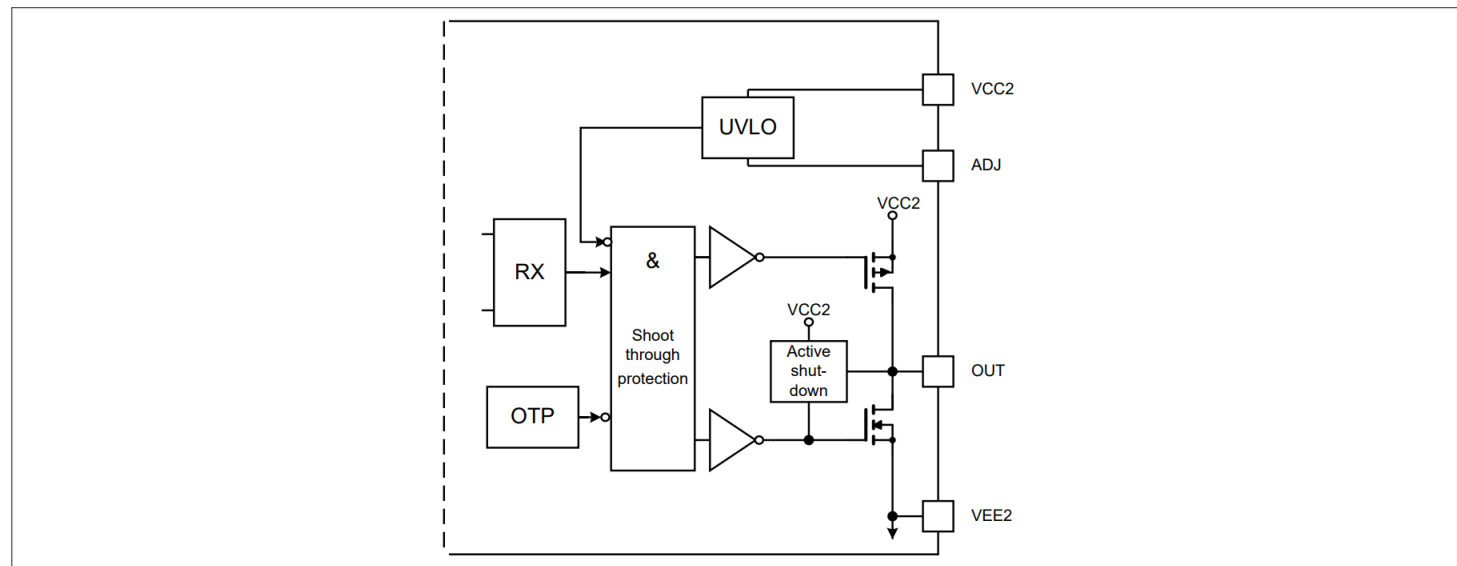 VCC2
UVLO
ADJ
VCC2
RX
&
VCC2
Shoot
through
protection
Active
shut-
down
OUT
OTP
VEE2